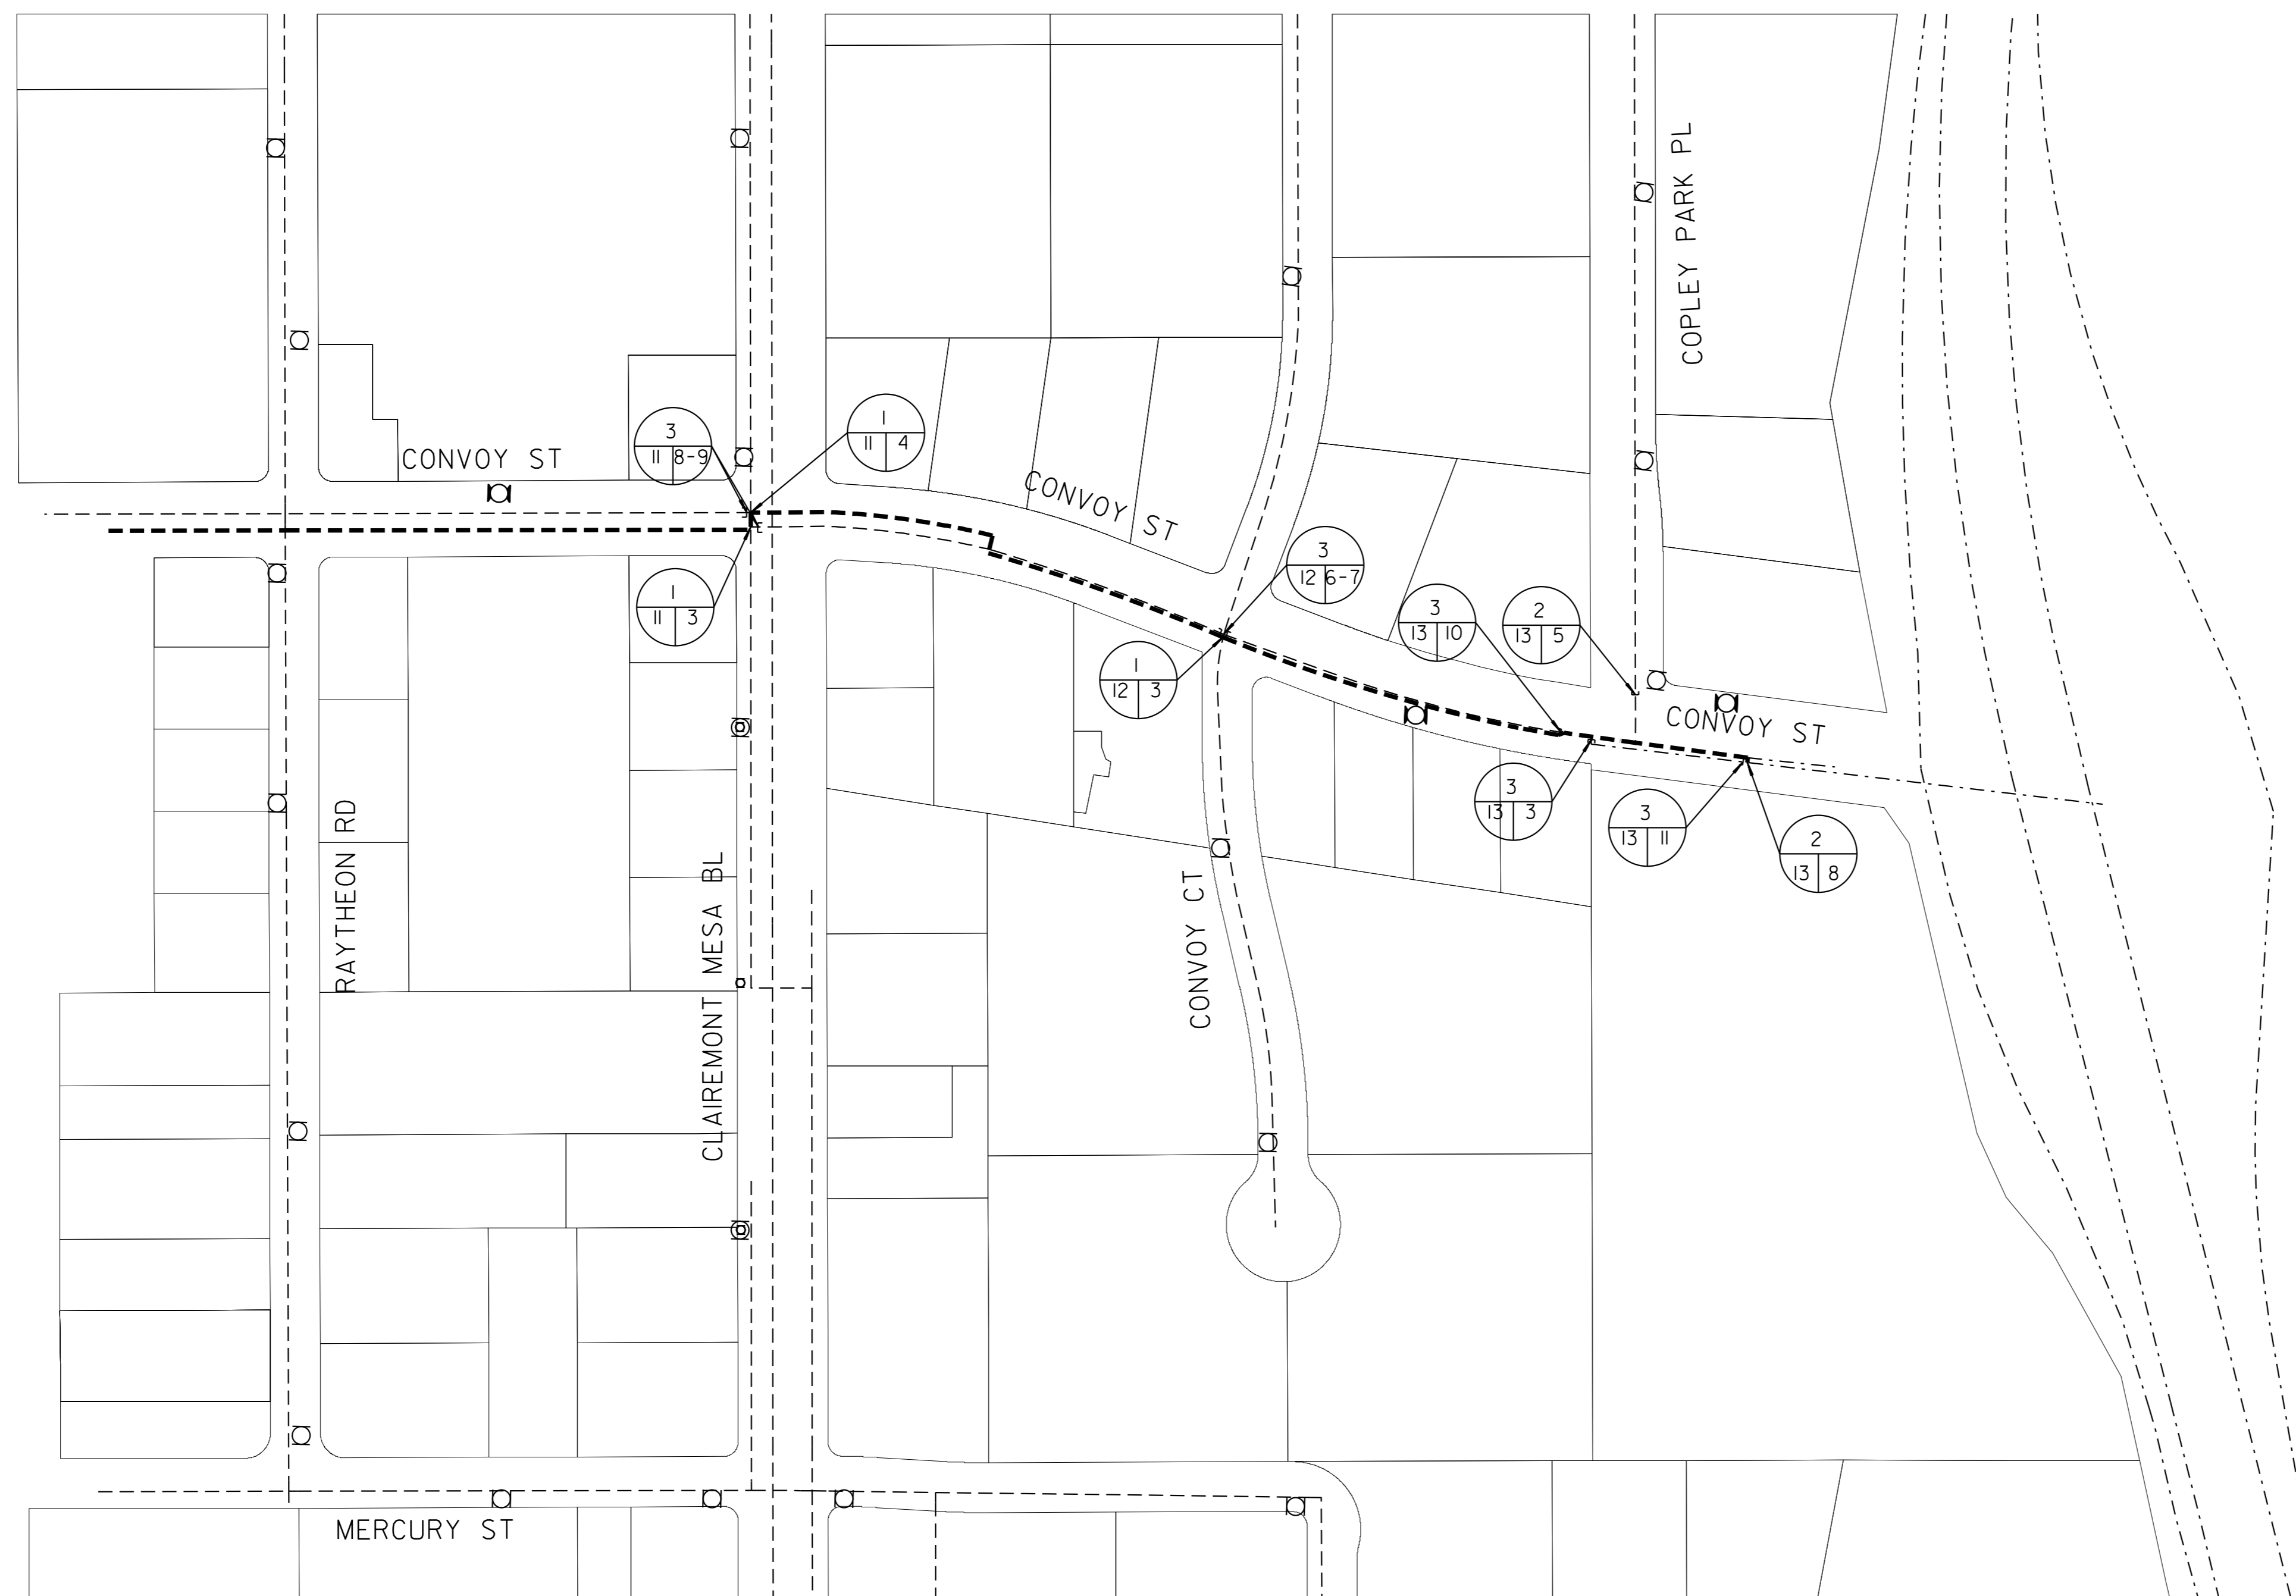 COPLEY PARK PL
3
11 8-9
1
11 4
CONVOY ST
CONVOY ST
3
12 6-7
1
11 3
3
13 10
2
13 5
1
12 3
CONVOY ST
3
13 3
3
13 11
2
13 8
RAYTHEON RD
CLAIREMONT MESA BL
CONVOY CT
MERCURY ST